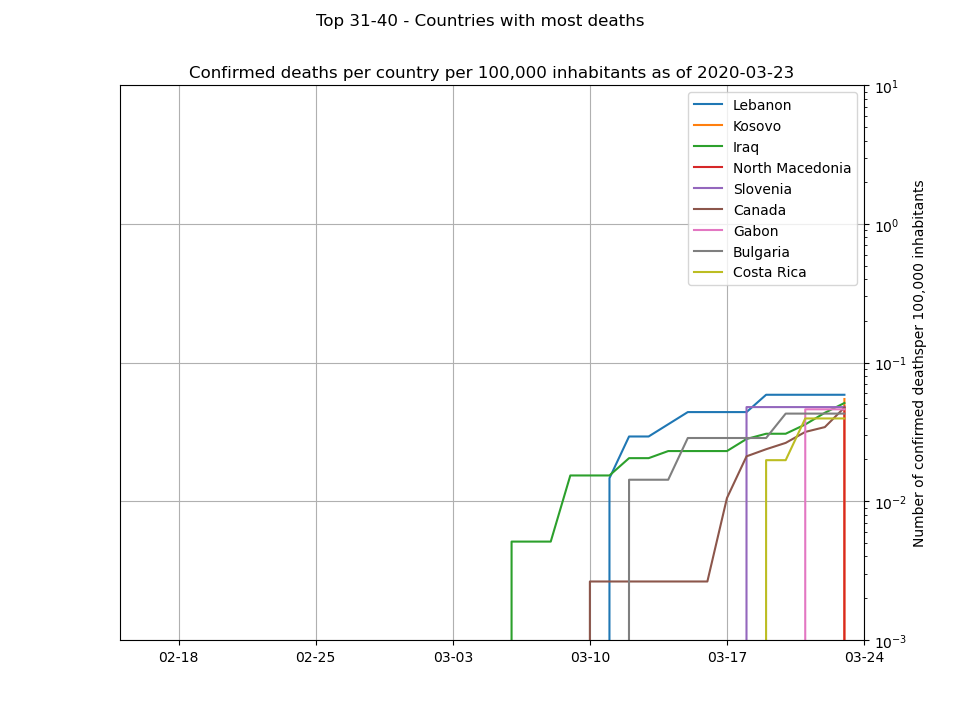 Top 31-40 - Countries with most deaths
Confirmed deaths per country per 100,000 inhabitants as of 2020-03-23
Lebanon
Kosovo
Iraq
North Macedonia
Slovenia
Canada
Gabon
Bulgaria
Costa Rica
10¹
10⁰
10⁻¹
10⁻²
10⁻³
Number of confirmed deathsper 100,000 inhabitants
02-18
02-25
03-03
03-10
03-17
03-24